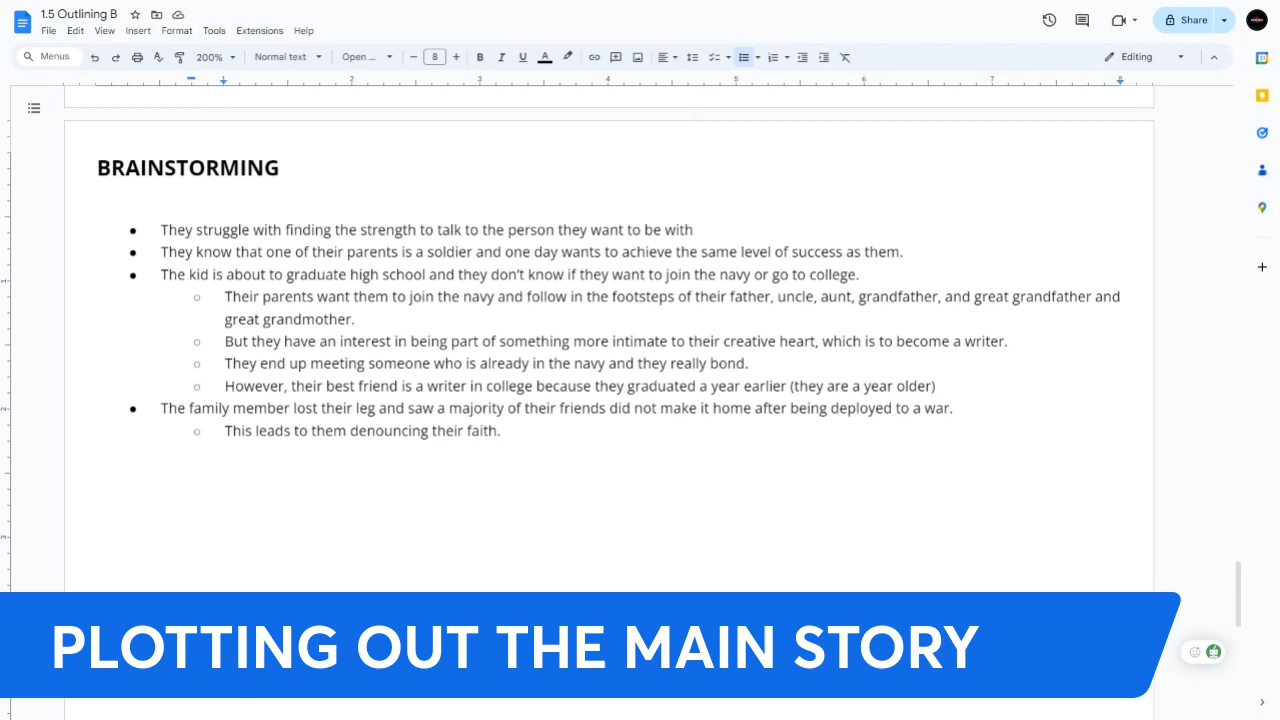 1.5 Outlining B
File Edit View Insert Format Tools Extensions Help
Share
Menus
200%
Normal text
Open ...
8
Editing
2 3 4 5 6 7 8
BRAINSTORMING
● They struggle with finding the strength to talk to the person they want to be with
● They know that one of their parents is a soldier and one day wants to achieve the same level of success as them.
● The kid is about to graduate high school and they don't know if they want to join the navy or go to college.
○ Their parents want them to join the navy and follow in the footsteps of their father, uncle, aunt, grandfather, and great grandfather and
great grandmother.
○ But they have an interest in being part of something more intimate to their creative heart, which is to become a writer.
○ They end up meeting someone who is already in the navy and they really bond.
○ However, their best friend is a writer in college because they graduated a year earlier (they are a year older)
● The family member lost their leg and saw a majority of their friends did not make it home after being deployed to a war.
○ This leads to them denouncing their faith.
1
2
3
PLOTTING OUT THE MAIN STORY